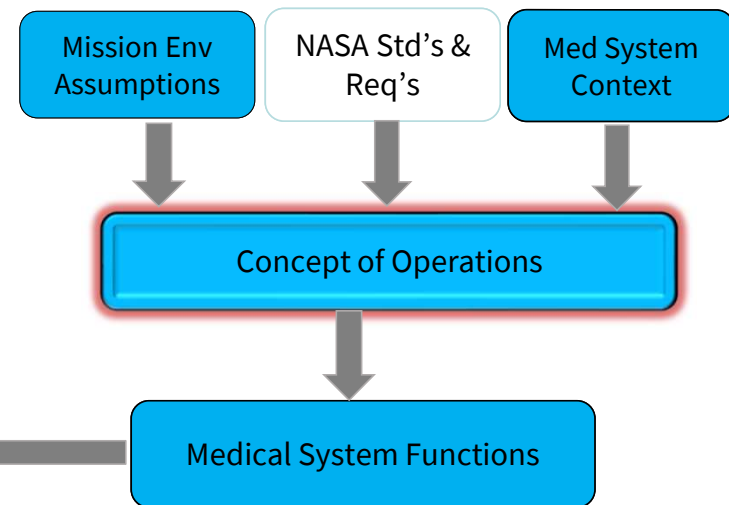 Mission Env
Assumptions
NASA Std's &
Req's
Med System
Context
Concept of Operations
Medical System Functions